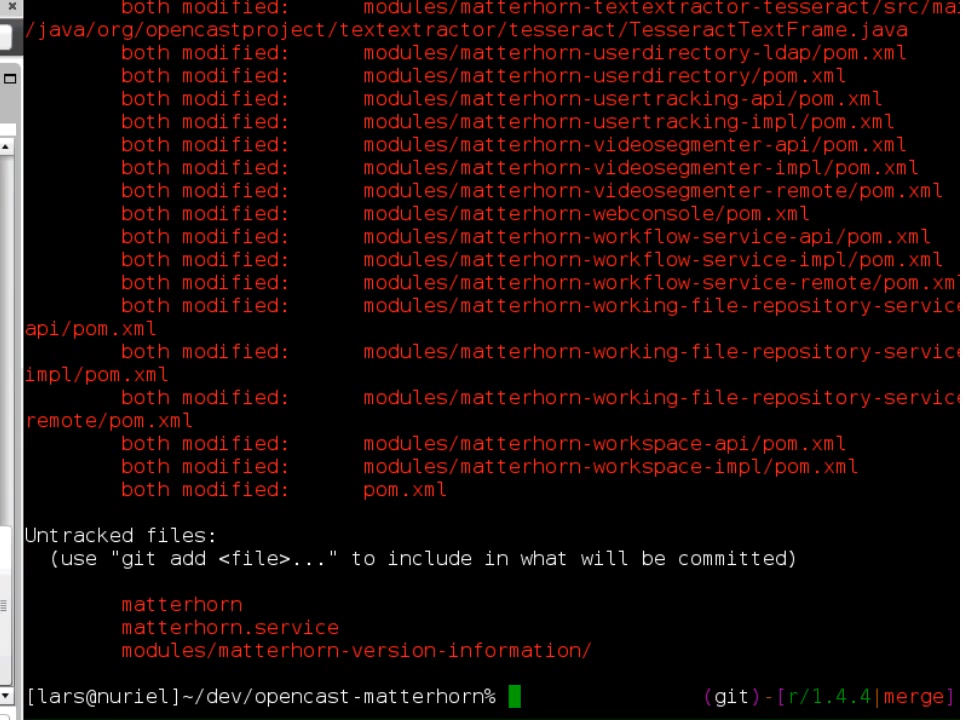 both modified:      modules/matterhorn-textextractor-tesseract/src/mai
/java/org/opencastproject/textextractor/tesseract/TesseractTextFrame.java
both modified:      modules/matterhorn-userdirectory-ldap/pom.xml
both modified:      modules/matterhorn-userdirectory/pom.xml
both modified:      modules/matterhorn-usertracking-api/pom.xml
both modified:      modules/matterhorn-usertracking-impl/pom.xml
both modified:      modules/matterhorn-videosegmenter-api/pom.xml
both modified:      modules/matterhorn-videosegmenter-impl/pom.xml
both modified:      modules/matterhorn-videosegmenter-remote/pom.xml
both modified:      modules/matterhorn-webconsole/pom.xml
both modified:      modules/matterhorn-workflow-service-api/pom.xml
both modified:      modules/matterhorn-workflow-service-impl/pom.xml
both modified:      modules/matterhorn-workflow-service-remote/pom.xml
both modified:      modules/matterhorn-working-file-repository-service
api/pom.xml
both modified:      modules/matterhorn-working-file-repository-service
impl/pom.xml
both modified:      modules/matterhorn-working-file-repository-service
remote/pom.xml
both modified:      modules/matterhorn-workspace-api/pom.xml
both modified:      modules/matterhorn-workspace-impl/pom.xml
both modified:      pom.xml
Untracked files:
(use "git add <file>..." to include in what will be committed)
matterhorn
matterhorn.service
modules/matterhorn-version-information/
[lars@nuriel]~/dev/opencast-matterhorn% (git)-[r/1.4.4|merge]